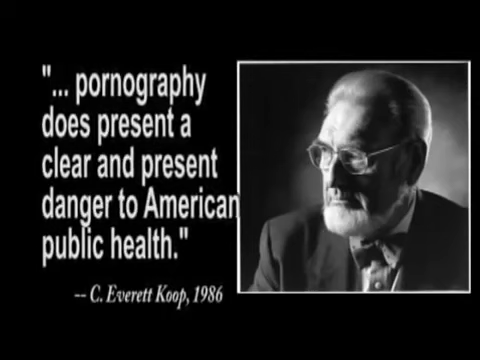 "... pornography
does present a
clear and present
danger to American
public health."
-- C. Everett Koop, 1986